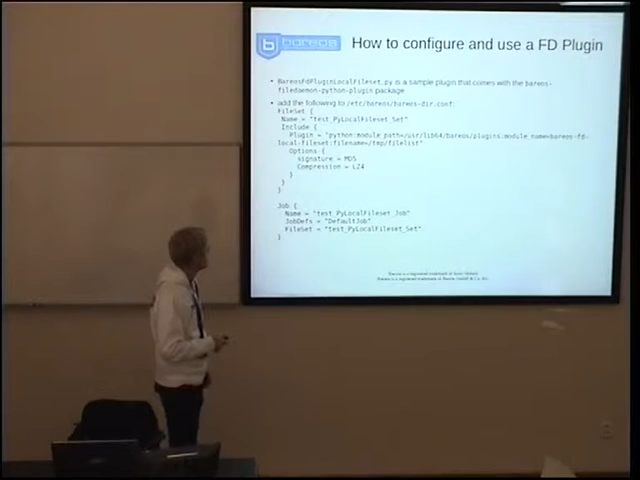 bareos
How to configure and use a FD Plugin
• BareosFdPluginLocalFileset.py is a sample plugin that comes with the bareos-
filedaemon-python-plugin package
• add the following to /etc/bareos/bareos-dir.conf:
FileSet {
Name = "test_PyLocalFileset_Set"
Include {
Plugin = "python:module_path=/usr/lib64/bareos/plugins:module_name=bareos-fd-
local-fileset:filename=/tmp/filelist"
Options {
signature = MD5
Compression = LZ4
}
}
}
Job {
Name = "test_PyLocalFileset_Job"
JobDefs = "DefaultJob"
FileSet = "test_PyLocalFileset_Set"
}